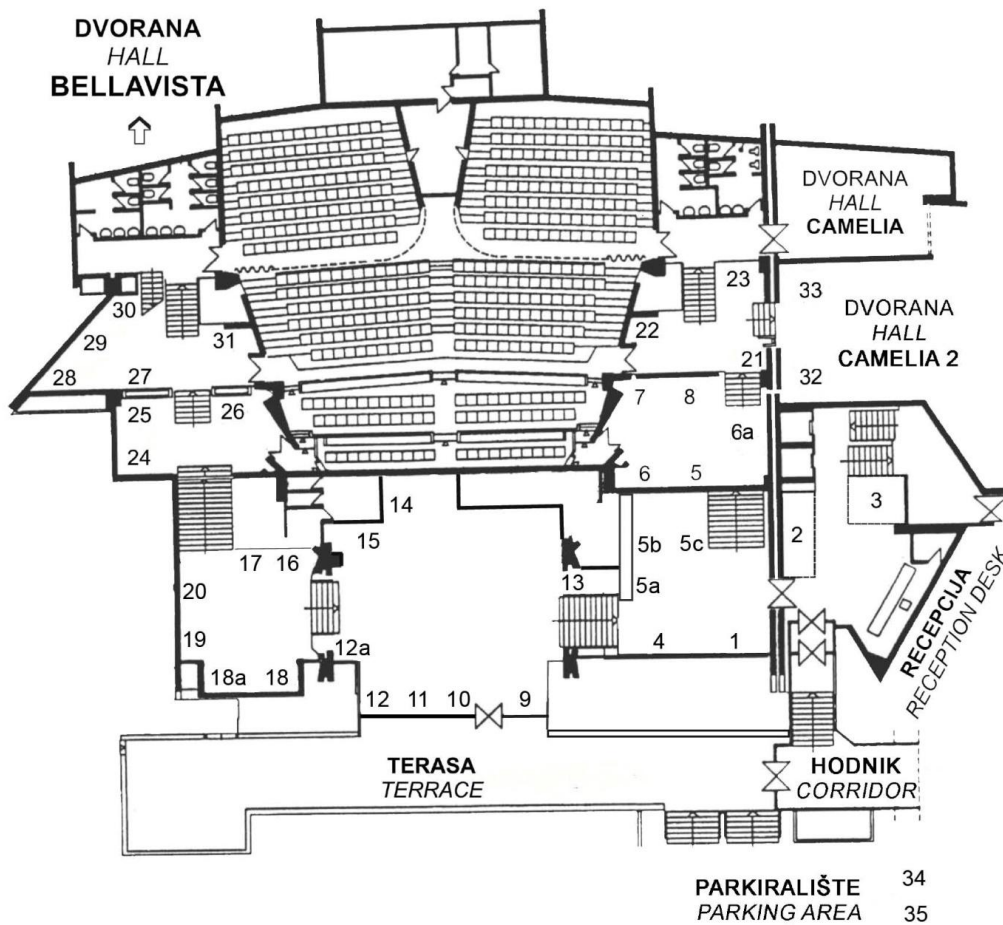 DVORANA
HALL
BELLAVISTA
DVORANA
HALL
CAMELIA
23
33
30
DVORANA
HALL
CAMELIA 2
22
31
29
21
28
27
32
25
26
7
8
6a
24
6
5
3
14
2
15
5b
5c
17
16
13
5a
20
19
12a
4
1
RECEPCIJA
RECEPTION DESK
18a
18
12
11
10
9
TERASA
TERRACE
HODNIK
CORRIDOR
PARKIRALIŠTE
PARKING AREA
34
35